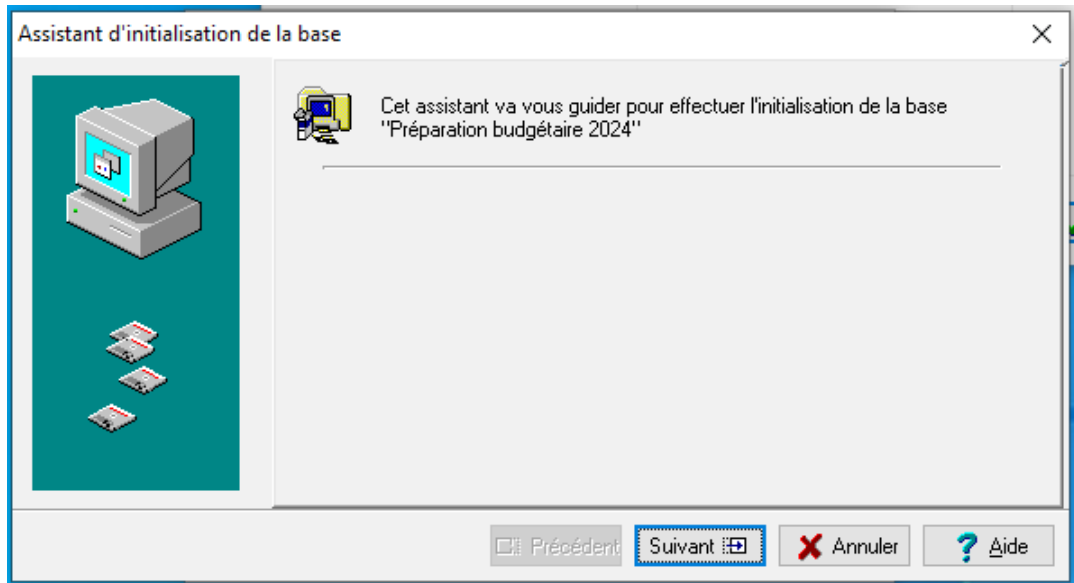 Assistant d'initialisation de la base
Cet assistant va vous guider pour effectuer l'initialisation de la base
"Préparation budgétaire 2024"
Précédent
Suivant
Annuler
Aide